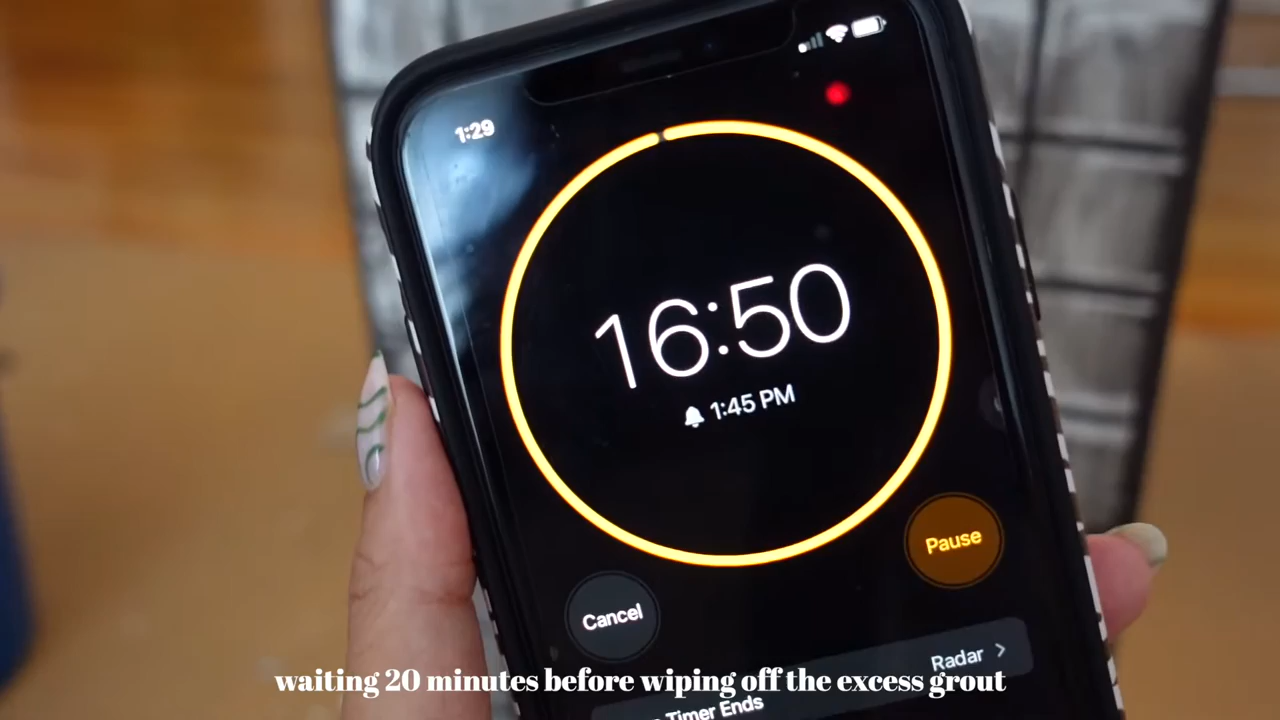 1:29
16:50
1:45 PM
Pause
Cancel
Radar
Timer Ends
waiting 20 minutes before wiping off the excess grout